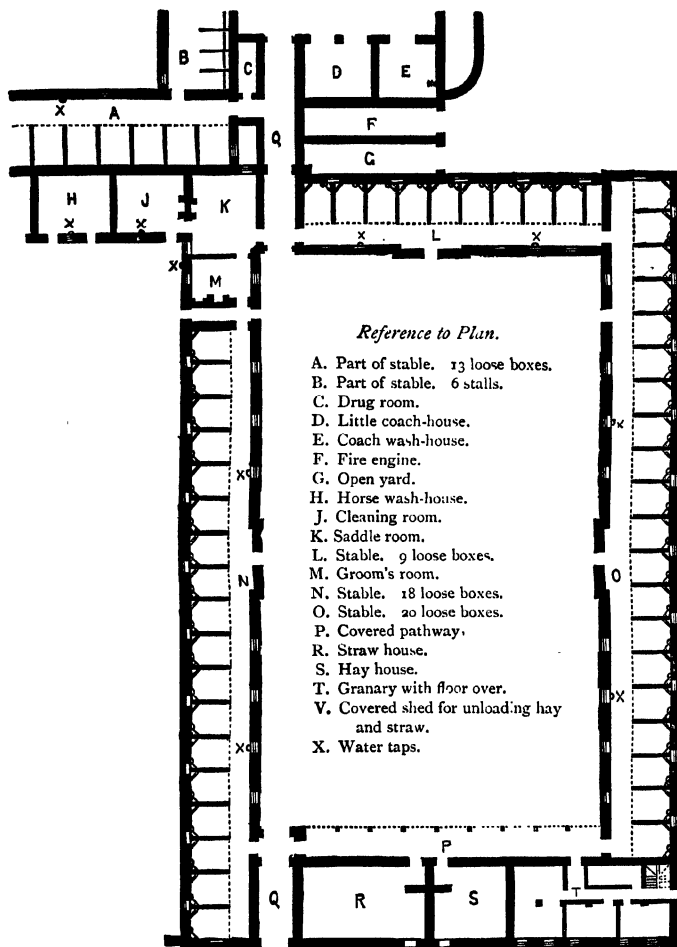 B
C
D
E
X
A
F
Q
G
H
J
K
X
X
X
L
X
X
M
Reference to Plan.
A. Part of stable. 13 loose boxes.
B. Part of stable. 6 stalls.
C. Drug room.
D. Little coach-house.
E. Coach wash-house.
F. Fire engine.
G. Open yard.
H. Horse wash-house.
J. Cleaning room.
K. Saddle room.
L. Stable. 9 loose boxes.
M. Groom's room.
N. Stable. 18 loose boxes.
O. Stable. 20 loose boxes.
P. Covered pathway.
R. Straw house.
S. Hay house.
T. Granary with floor over.
V. Covered shed for unloading hay
and straw.
X. Water taps.
X
X
N
O
X
X
P
Q
R
S
T